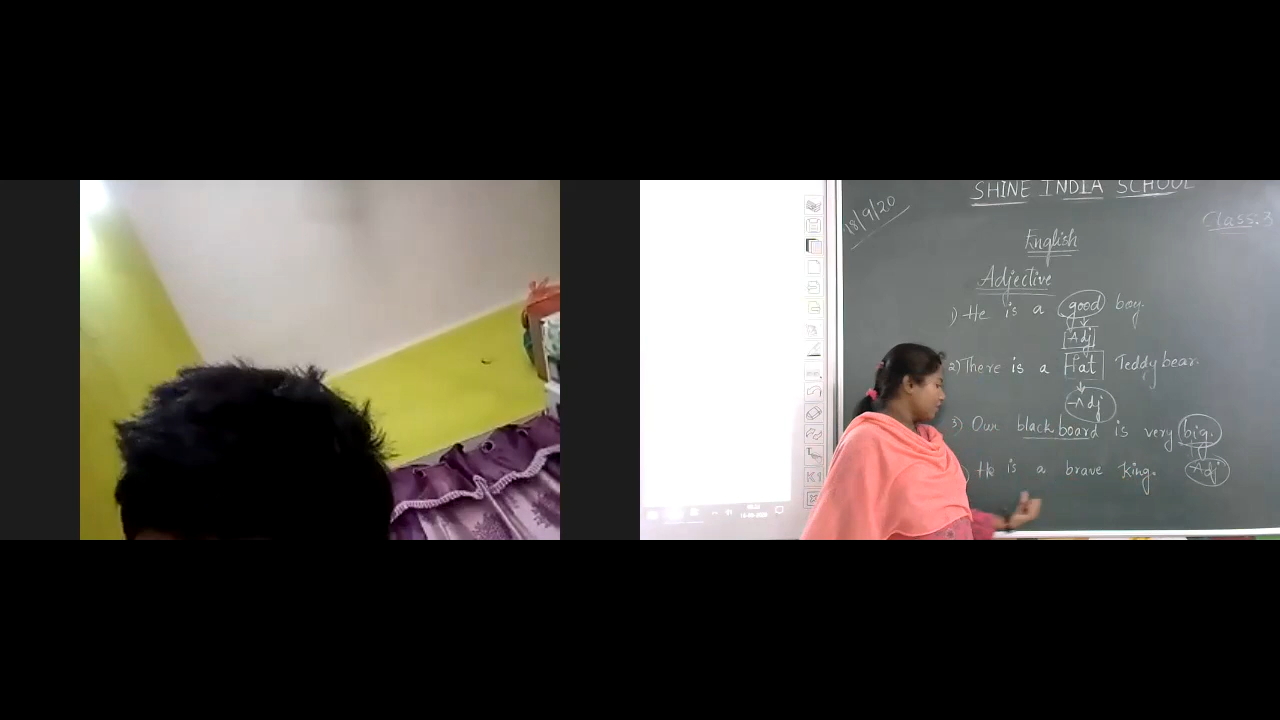 SHINE INDIA SCHOOL
18/9/20
Class:3
English
Adjective
1) He is a good boy.
Adj
2) There is a Fat Teddy bear.
Adj
3) Our blackboard is very big.
Adj
) He is a brave King.